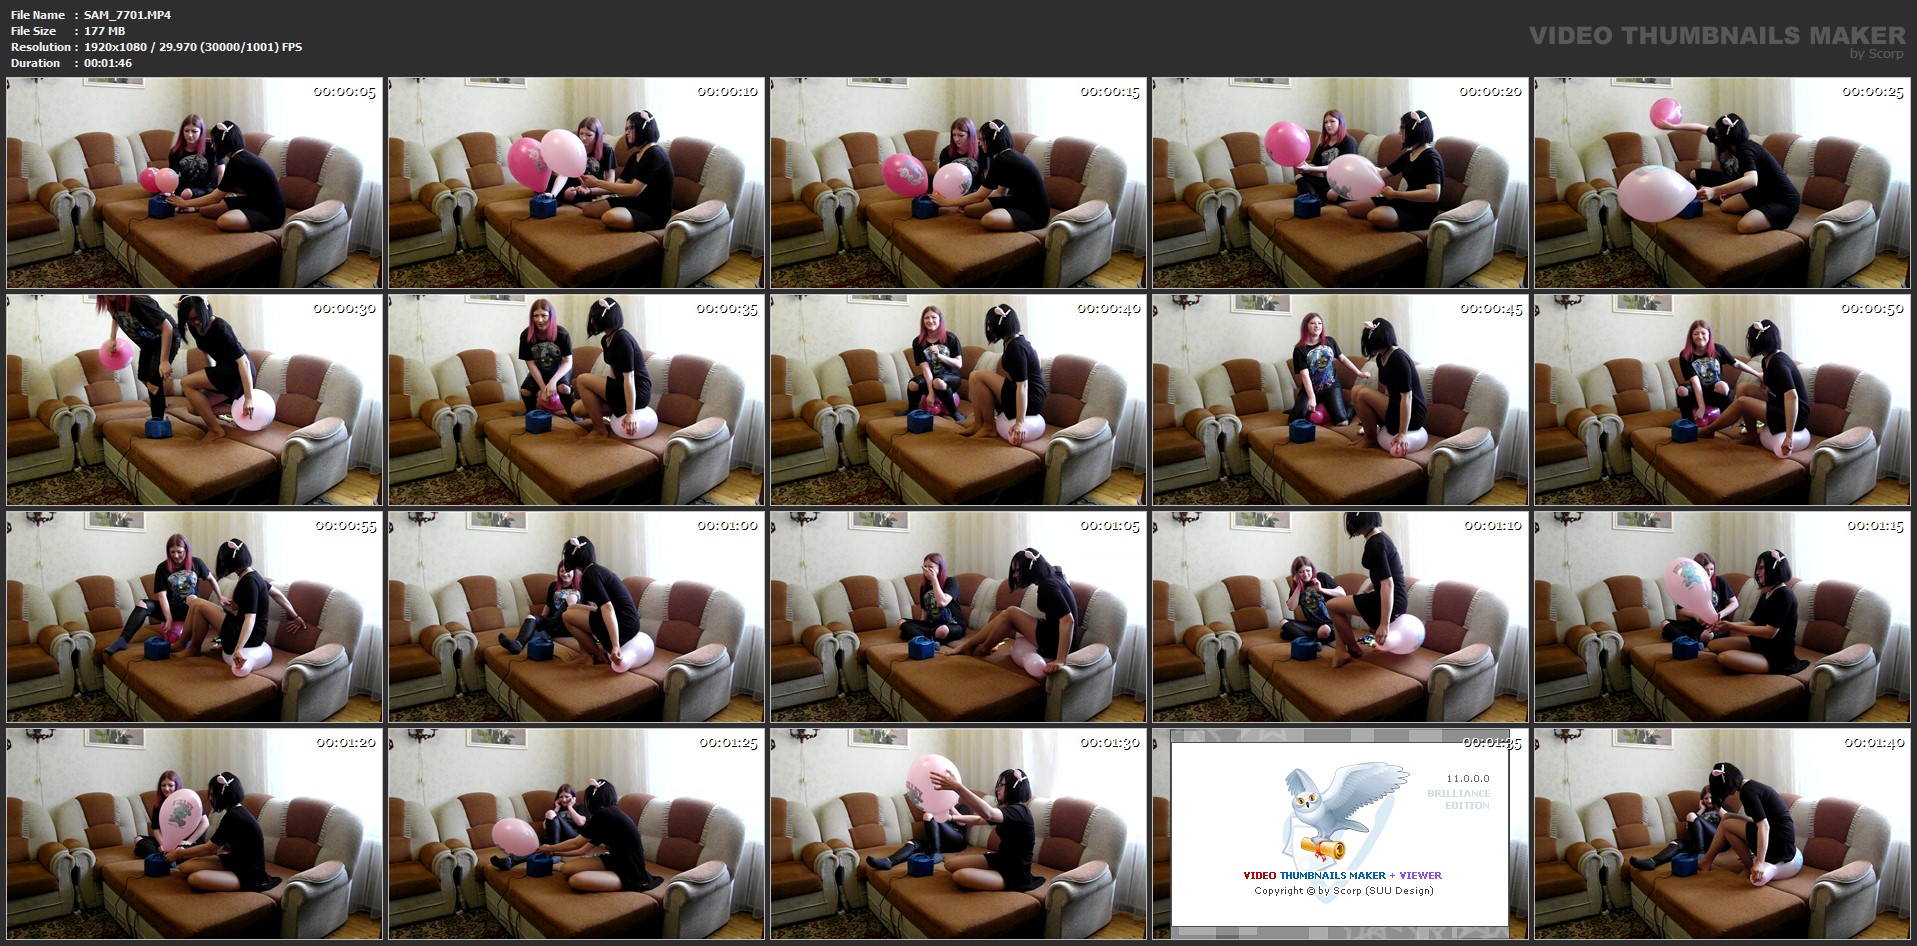 File Name : SAM_7701.MP4
File Size : 177 MB
Resolution : 1920x1080 / 29.970 (30000/1001) FPS
Duration : 00:01:46
VIDEO THUMBNAILS MAKER
by Scorp
00:00:05
00:00:10
00:00:15
00:00:20
00:00:25
00:00:30
00:00:35
00:00:40
00:00:45
00:00:50
00:00:55
00:01:00
00:01:05
00:01:10
00:01:15
00:01:20
00:01:25
00:01:30
00:01:35
11.0.0.0
BRILLIANCE
EDITION
VIDEO THUMBNAILS MAKER + VIEWER
Copyright © by Scorp (SUU Design)
00:01:40